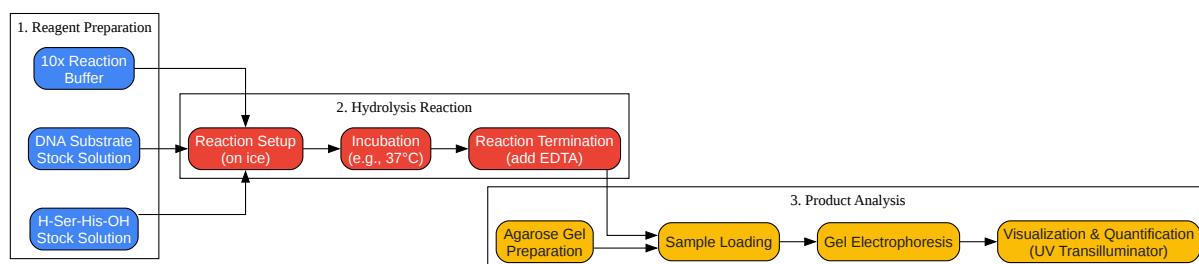 1. Reagent Preparation
10x Reaction
Buffer
DNA Substrate
Stock Solution
H-Ser-His-OH
Stock Solution
2. Hydrolysis Reaction
Reaction Setup
(on ice)
Incubation
(e.g., 37°C)
Reaction Termination
(add EDTA)
3. Product Analysis
Agarose Gel
Preparation
Sample Loading
Gel Electrophoresis
Visualization & Quantification
(UV Transilluminator)